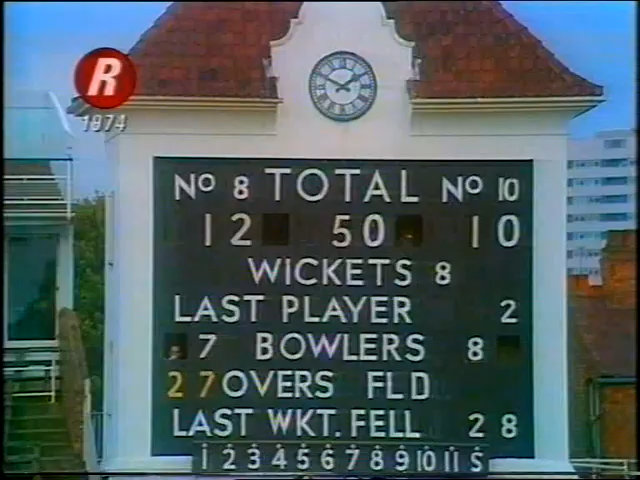 R
1974
No 8 TOTAL No 10
12 50 10
WICKETS 8
LAST PLAYER 2
7 BOWLERS 8
27 OVERS FLD
LAST WKT. FELL 28
1 2 3 4 5 6 7 8 9 10 11 S